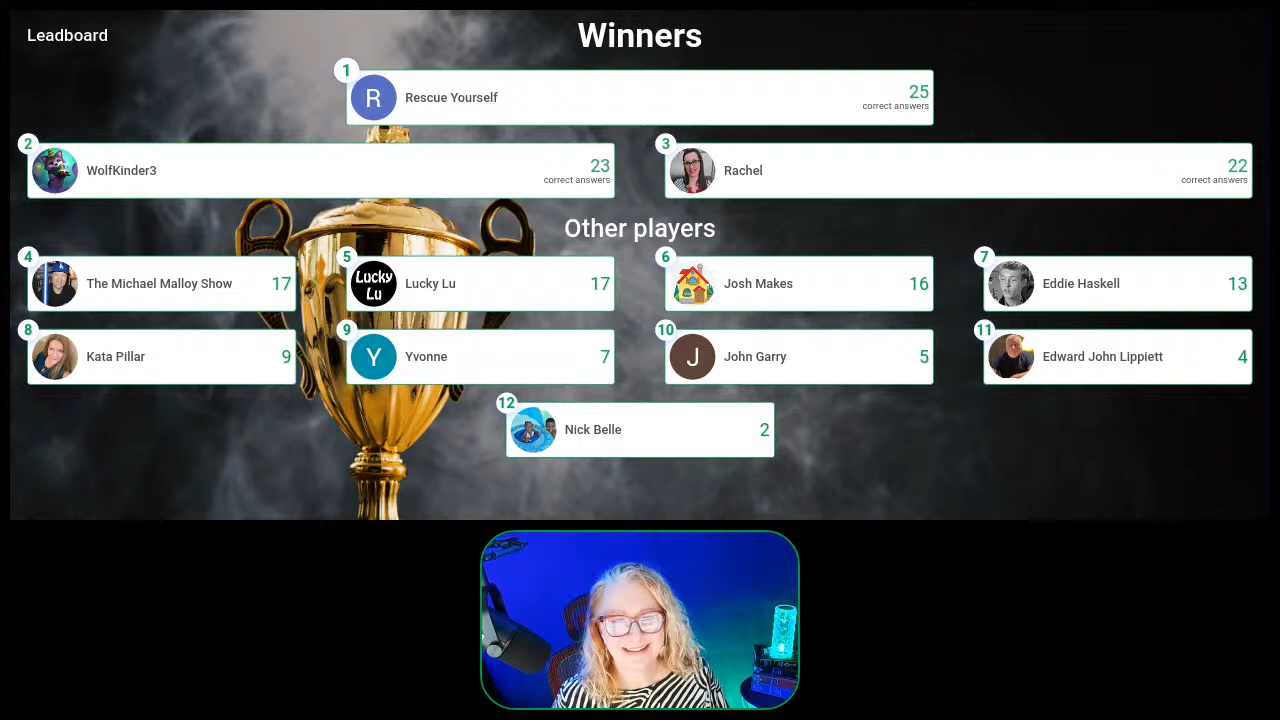 Leadboard
Winners
1
R
Rescue Yourself
25
correct answers
2
WolfKinder3
23
correct answers
3
Rachel
22
correct answers
Other players
4
The Michael Malloy Show
17
5
Lucky
Lu
Lucky Lu
17
6
Josh Makes
16
7
Eddie Haskell
13
8
Kata Pillar
9
9
Y
Yvonne
7
10
J
John Garry
5
11
Edward John Lippiett
4
12
Nick Belle
2